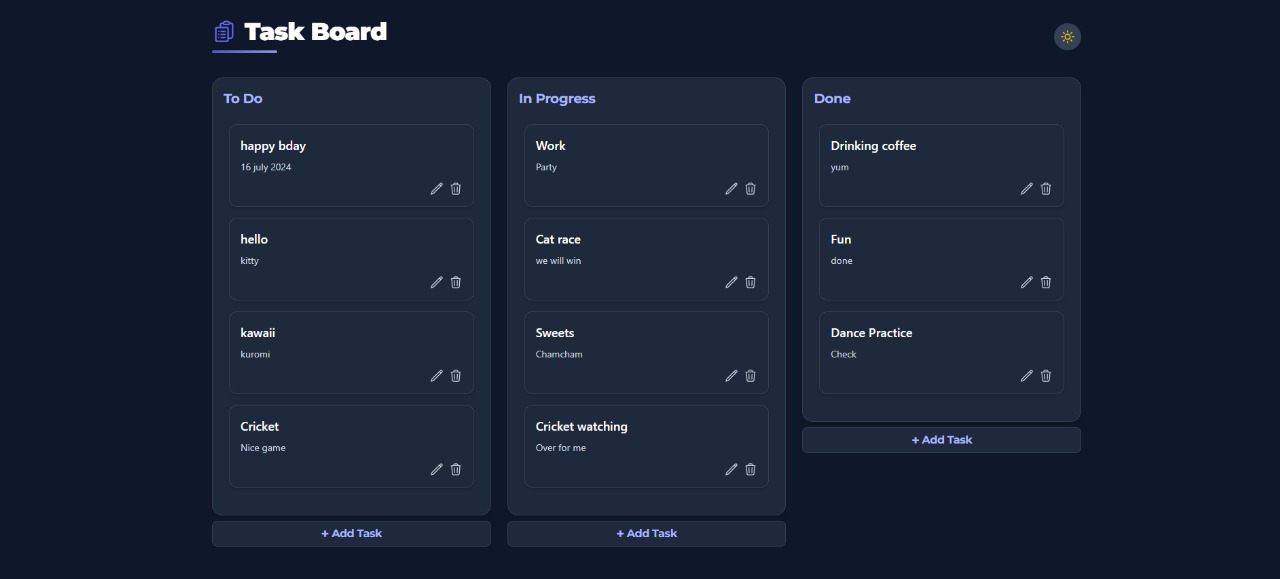 Task Board
To Do
happy bday
16 july 2024
hello
kitty
kawaii
kuromi
Cricket
Nice game
+ Add Task
In Progress
Work
Party
Cat race
we will win
Sweets
Chamcham
Cricket watching
Over for me
+ Add Task
Done
Drinking coffee
yum
Fun
done
Dance Practice
Check
+ Add Task